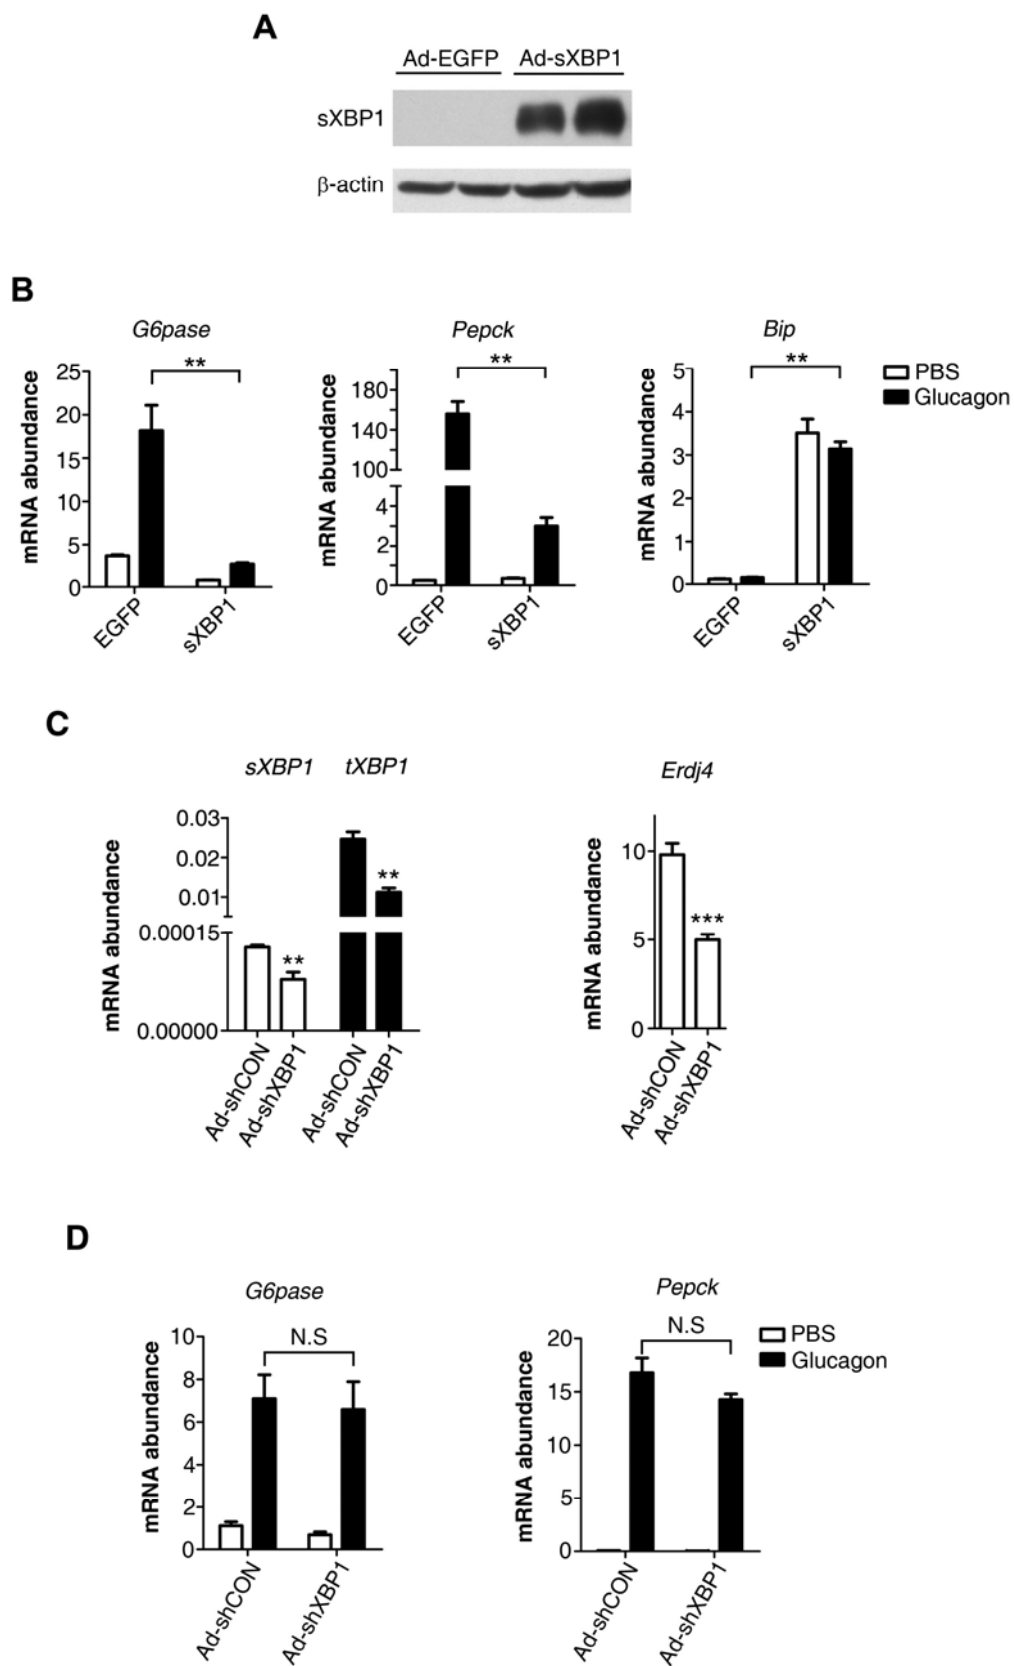 A
Ad-EGFP Ad-sXBP1
sXBP1
β-actin
B
G6pase
mRNA abundance
25
20
15
10
5
0
**
EGFP
sXBP1
Pepck
mRNA abundance
180
140
100
4
2
0
**
EGFP
sXBP1
Bip
mRNA abundance
5
4
3
2
1
0
**
EGFP
sXBP1
PBS
Glucagon
C
sXBP1 tXBP1
mRNA abundance
0.03
0.02
0.01
0.00015
0.00000
**
**
Ad-shCON
Ad-shXBP1
Ad-shCON
Ad-shXBP1
Erdj4
mRNA abundance
10
5
0
***
Ad-shCON
Ad-shXBP1
D
G6pase
mRNA abundance
10
8
6
4
2
0
N.S
Ad-shCON
Ad-shXBP1
Pepck
mRNA abundance
20
15
10
5
0
N.S
Ad-shCON
Ad-shXBP1
PBS
Glucagon